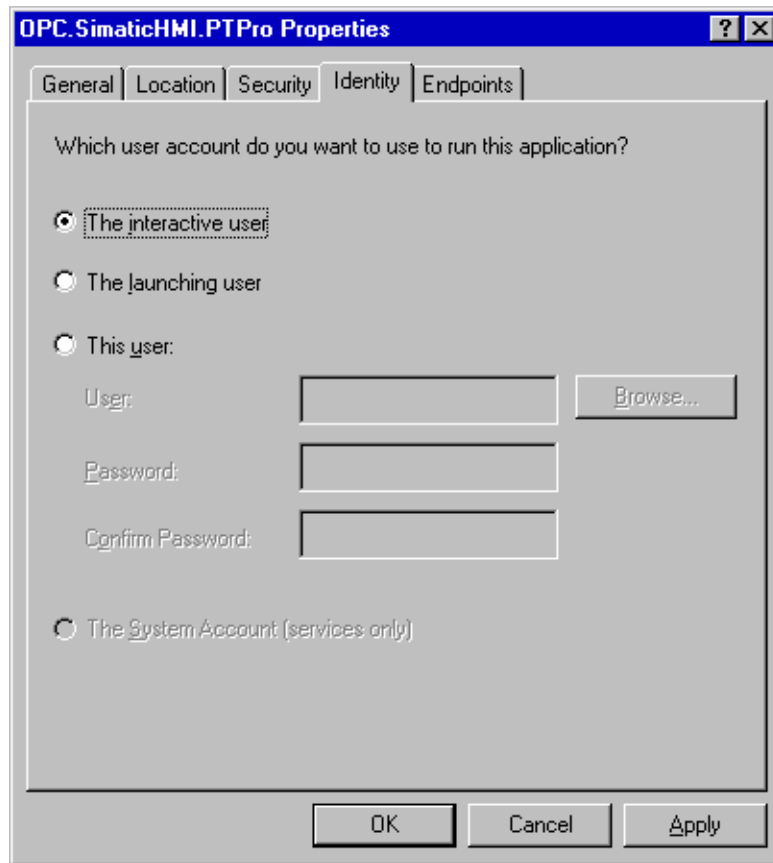 OPC.SimaticHMI.PTPro Properties
General Location Security Identity Endpoints
Which user account do you want to use to run this application?
The interactive user
The launching user
This user:
User:
Browse...
Password:
Confirm Password:
The System Account (services only)
OK Cancel Apply